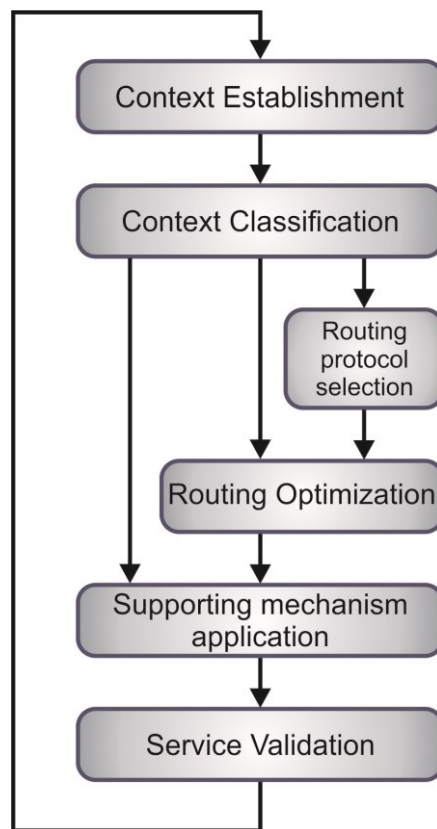 Context Establishment
Context Classification
Routing
protocol
selection
Routing Optimization
Supporting mechanism
application
Service Validation